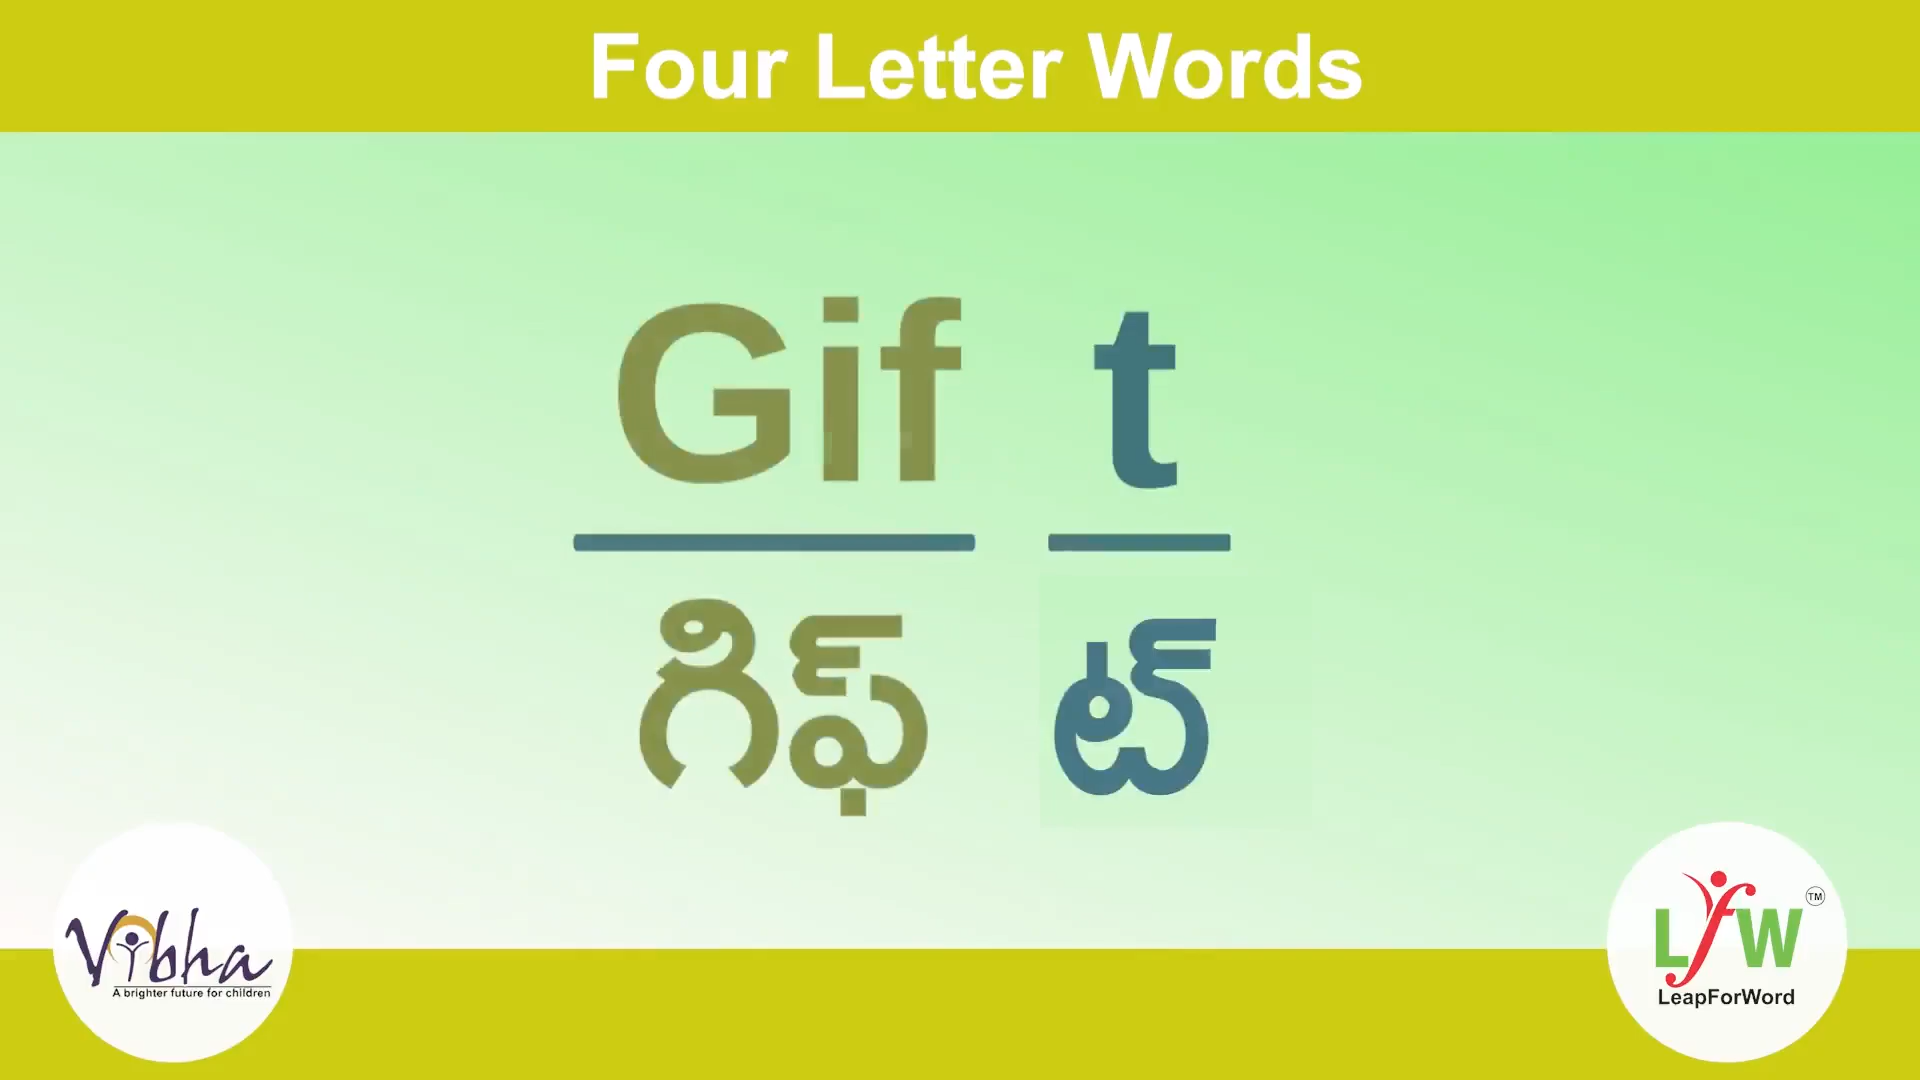 Four Letter Words
Gif t
గిఫ్ ట్
Vibha
A brighter future for children
LFW TM
LeapForWord